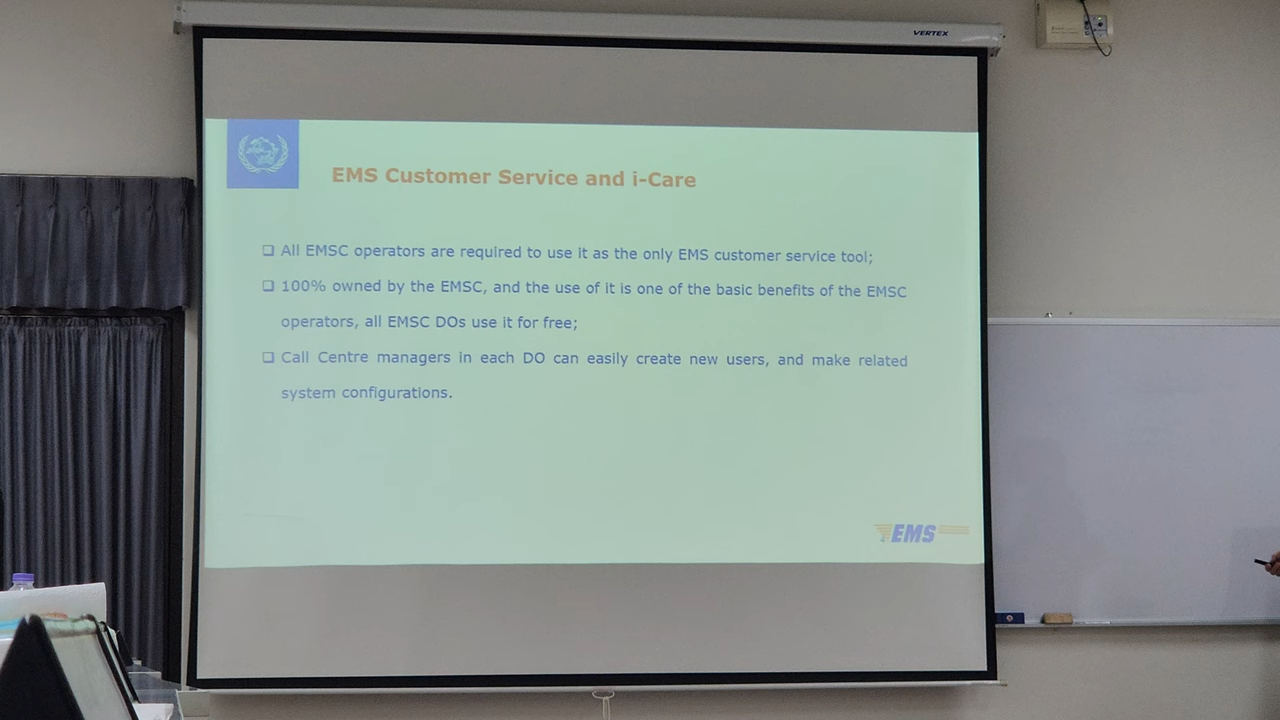 VERTEX
EMS Customer Service and i-Care
All EMSC operators are required to use it as the only EMS customer service tool;
100% owned by the EMSC, and the use of it is one of the basic benefits of the EMSC
operators, all EMSC DOs use it for free;
Call Centre managers in each DO can easily create new users, and make related
system configurations.
EMS